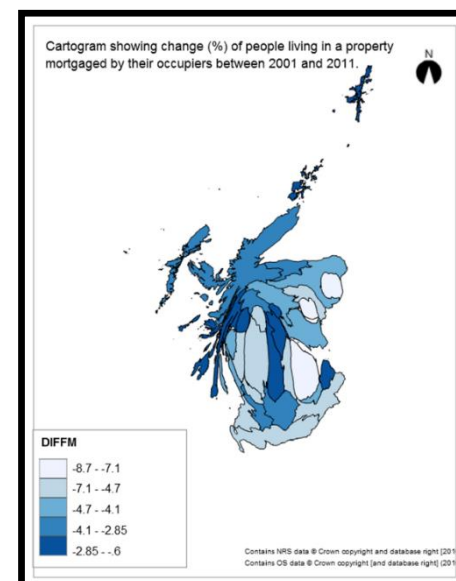 Cartogram showing change (%) of people living in a property
mortgaged by their occupiers between 2001 and 2011.
N
DIFFM
-8.7 - -7.1
-7.1 - -4.7
-4.7 - -4.1
-4.1 - -2.85
-2.85 - -.6
Contains NRS data © Crown copyright and database right [201
Contains OS data © Crown copyright [and database right] (201